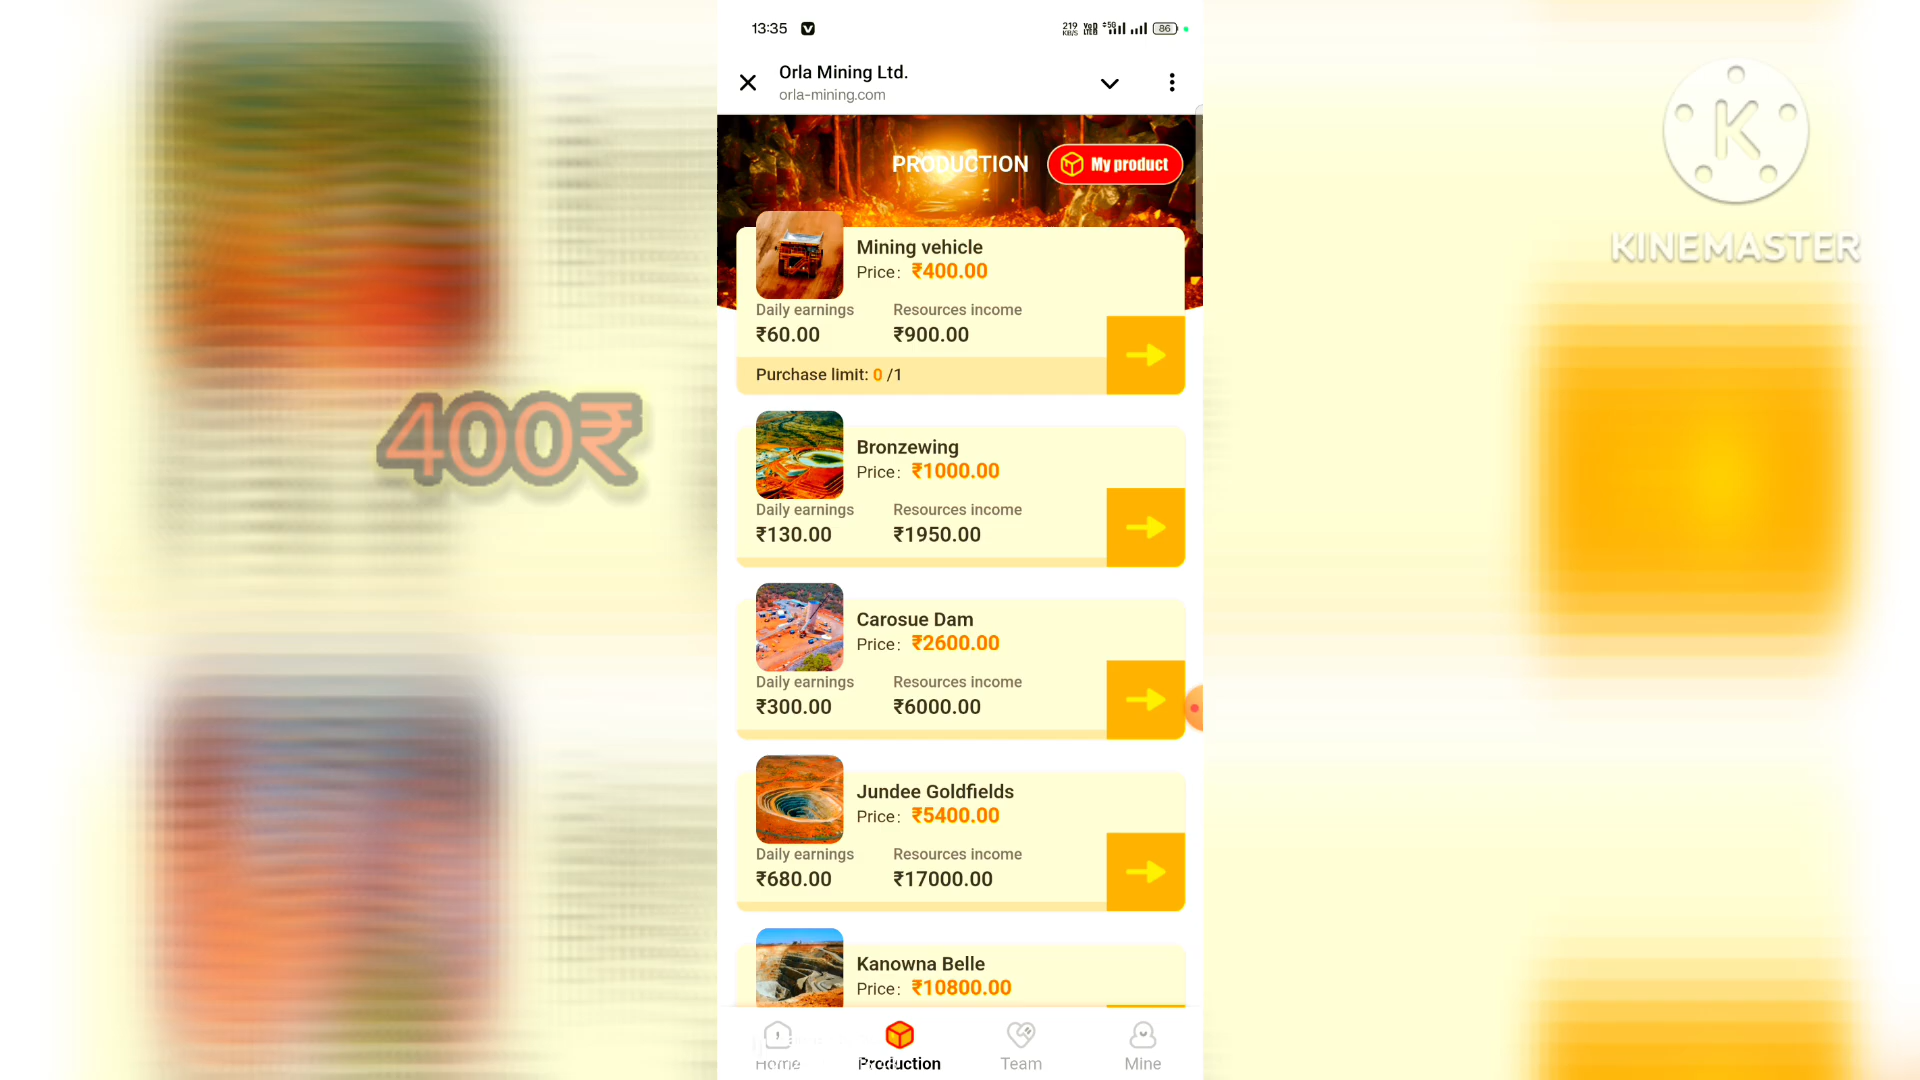 13:35
219 KB/S
5G
86
Orla Mining Ltd.
orla-mining.com
PRODUCTION
My product
K
KINEMASTER
Mining vehicle
Price: ₹400.00
Daily earnings Resources income
₹60.00 ₹900.00
Purchase limit: 0 /1
400₹
Bronzewing
Price: ₹1000.00
Daily earnings Resources income
₹130.00 ₹1950.00
Carosue Dam
Price: ₹2600.00
Daily earnings Resources income
₹300.00 ₹6000.00
Jundee Goldfields
Price: ₹5400.00
Daily earnings Resources income
₹680.00 ₹17000.00
Kanowna Belle
Price: ₹10800.00
Home Production Team Mine